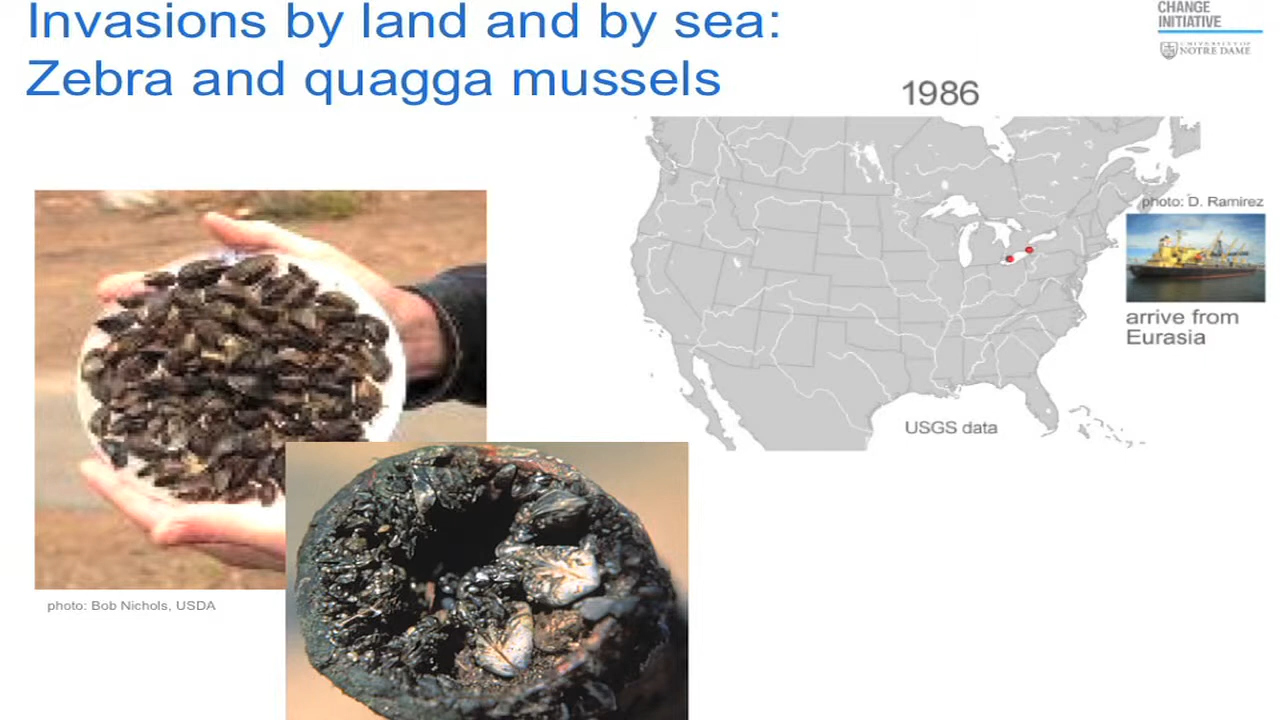 Invasions by land and by sea:
Zebra and quagga mussels
CHANGE
INITIATIVE
UNIVERSITY OF
NOTRE DAME
1986
photo: D. Ramirez
arrive from
Eurasia
USGS data
photo: Bob Nichols, USDA